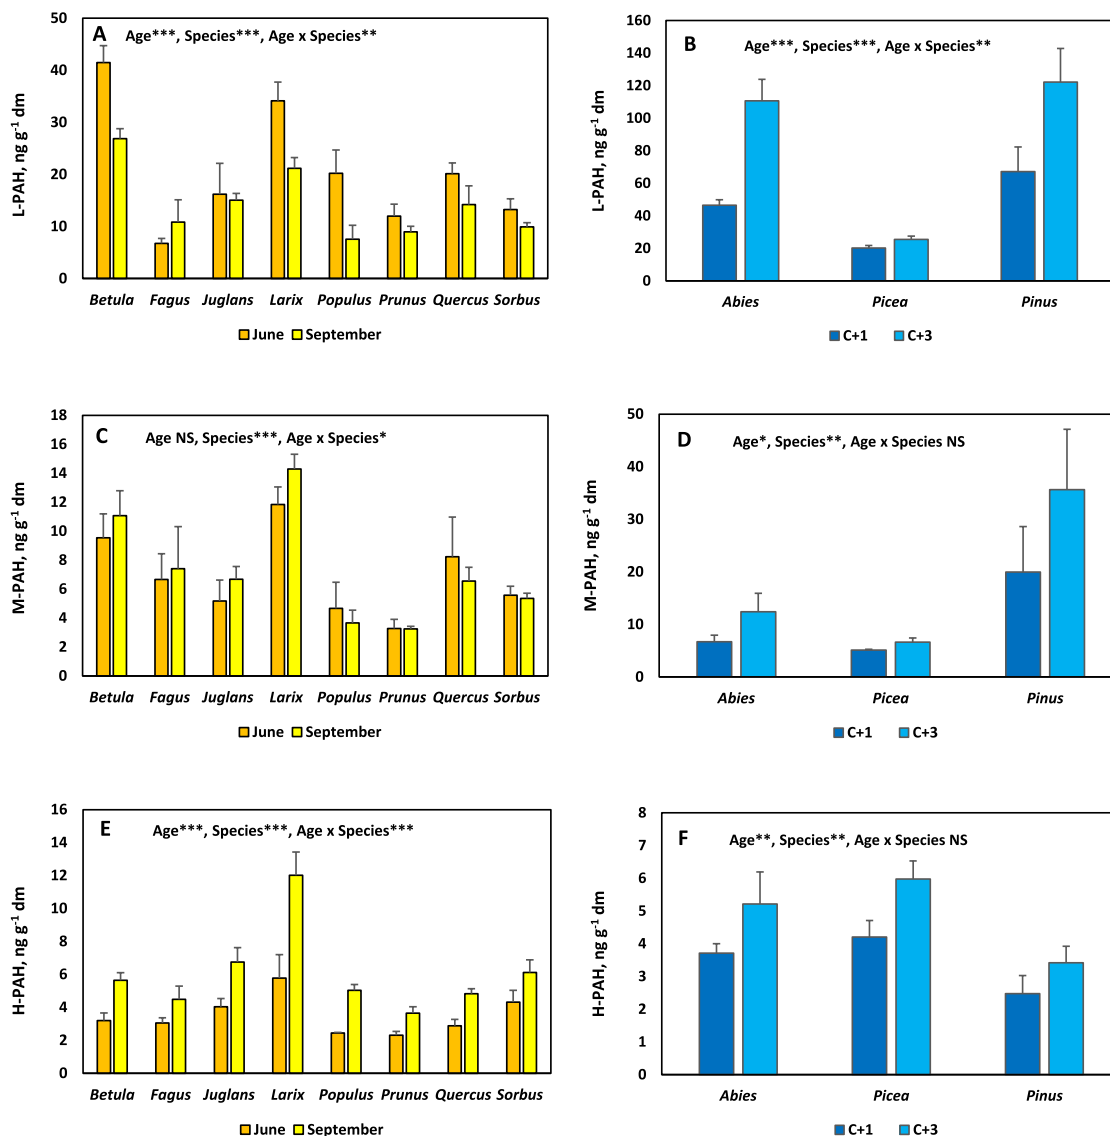 A
Age***, Species***, Age x Species**
L-PAH, ng g-1 dm
50
40
30
20
10
0
Betula Fagus Juglans Larix Populus Prunus Quercus Sorbus
June September
B
Age***, Species***, Age x Species**
L-PAH, ng g-1 dm
160
140
120
100
80
60
40
20
0
Abies Picea Pinus
C+1 C+3
C
Age NS, Species***, Age x Species*
M-PAH, ng g-1 dm
18
16
14
12
10
8
6
4
2
0
Betula Fagus Juglans Larix Populus Prunus Quercus Sorbus
June September
D
Age*, Species**, Age x Species NS
M-PAH, ng g-1 dm
50
40
30
20
10
0
Abies Picea Pinus
C+1 C+3
E
Age***, Species***, Age x Species***
H-PAH, ng g-1 dm
16
14
12
10
8
6
4
2
0
Betula Fagus Juglans Larix Populus Prunus Quercus Sorbus
June September
F
Age**, Species**, Age x Species NS
H-PAH, ng g-1 dm
8
7
6
5
4
3
2
1
0
Abies Picea Pinus
C+1 C+3